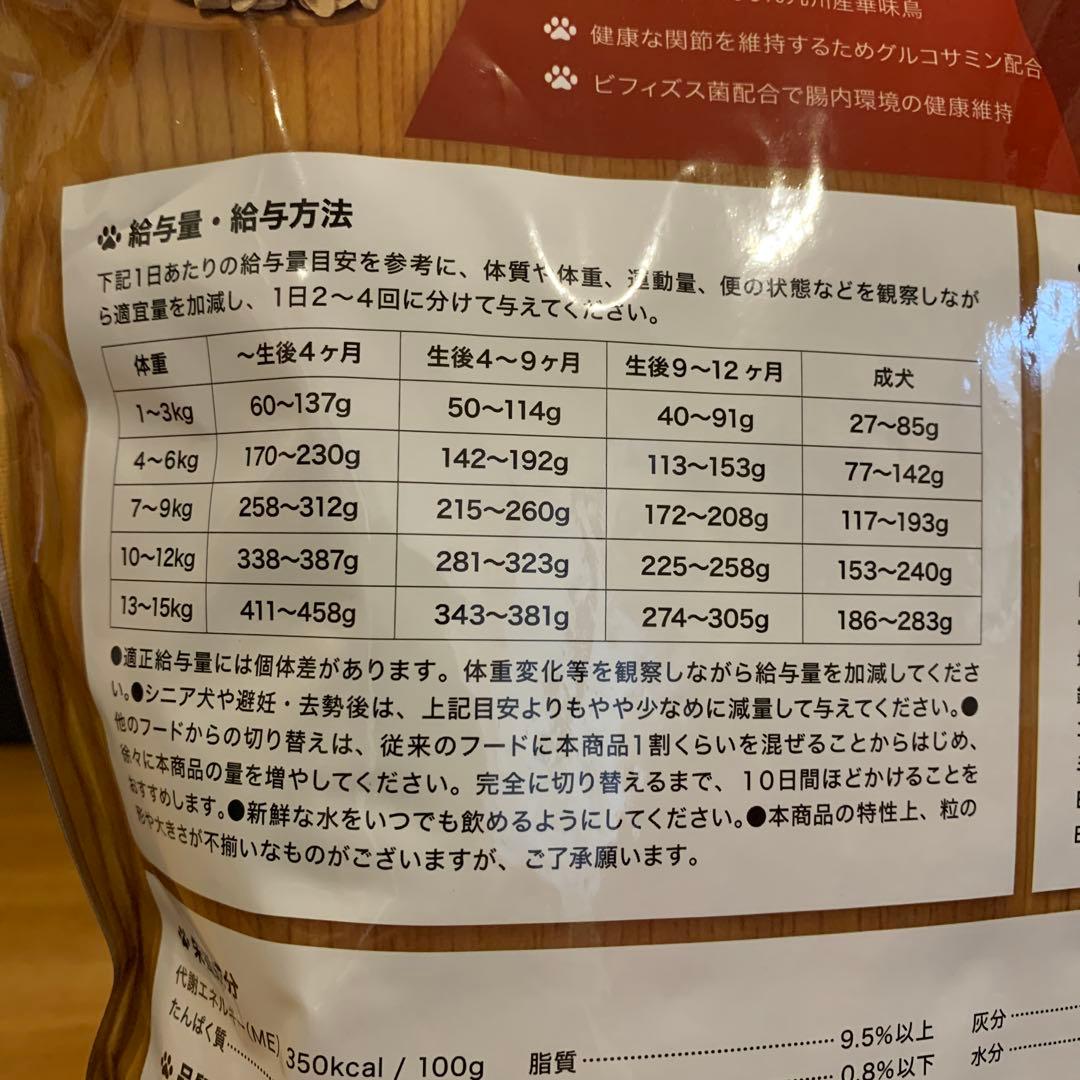 九州産華味鳥
健康な関節を維持するためグルコサミン配合
ビフィズス菌配合で腸内環境の健康維持
給与量・給与方法
下記1日あたりの給与量目安を参考に、体質や体重、運動量、便の状態などを観察しなが
ら適宜量を加減し、1日2〜4回に分けて与えてください。
体重 〜生後4ヶ月 生後4〜9ヶ月 生後9〜12ヶ月 成犬
1〜3kg 60〜137g 50〜114g 40〜91g 27〜85g
4〜6kg 170〜230g 142〜192g 113〜153g 77〜142g
7〜9kg 258〜312g 215〜260g 172〜208g 117〜193g
10〜12kg 338〜387g 281〜323g 225〜258g 153〜240g
13〜15kg 411〜458g 343〜381g 274〜305g 186〜283g
●適正給与量には個体差があります。体重変化等を観察しながら給与量を加減してくださ
い。●シニア犬や避妊・去勢後は、上記目安よりもやや少なめに減量して与えてください。●
他のフードからの切り替えは、従来のフードに本商品1割くらいを混ぜることからはじめ、
徐々に本商品の量を増やしてください。完全に切り替えるまで、10日間ほどかけることを
おすすめします。●新鮮な水をいつでも飲めるようにしてください。●本商品の特性上、粒の
形や大きさが不揃いなものがございますが、ご了承願います。
代謝エネルギー(ME) 350kcal / 100g
たんぱく質
脂質 9.5%以上
0.8%以下
灰分
水分